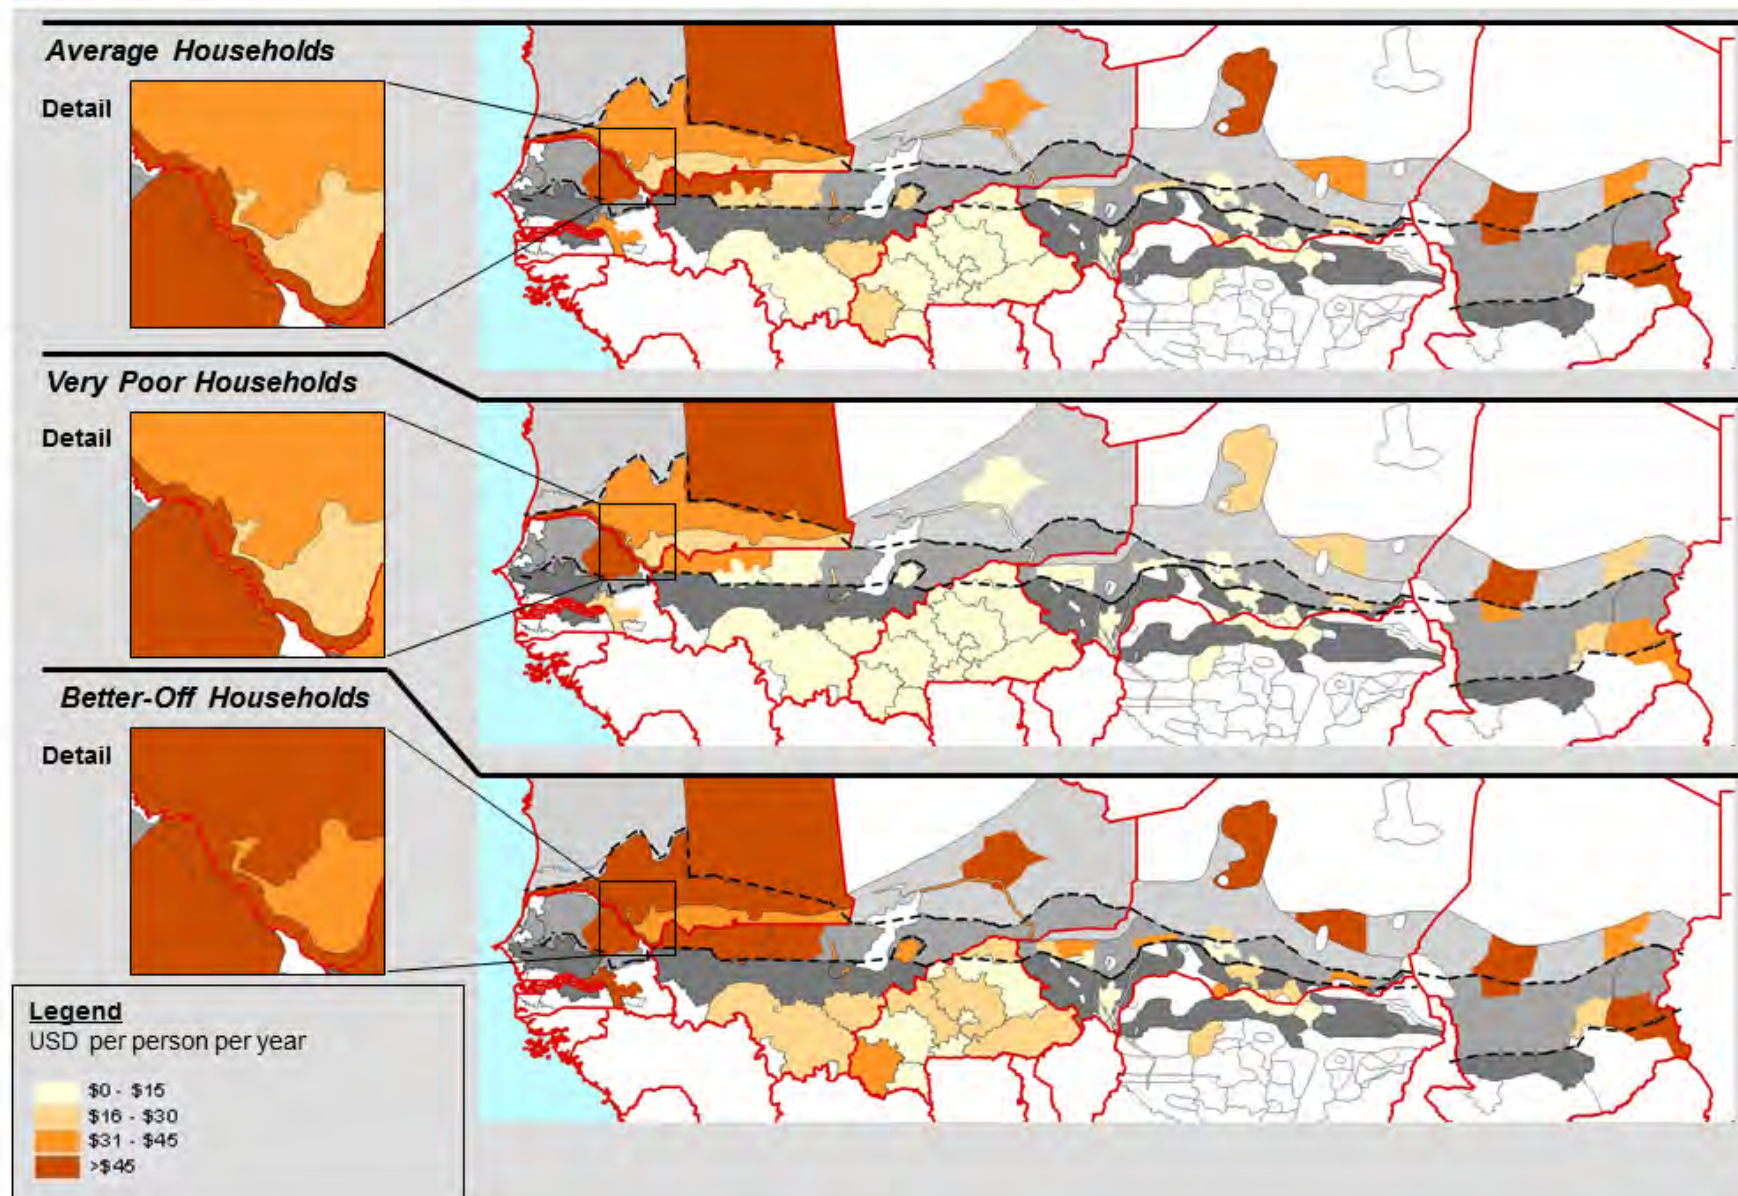 Average Households
Detail
Very Poor Households
Detail
Better-Off Households
Detail
Legend
USD per person per year
$0 - $15
$16 - $30
$31 - $45
>$45